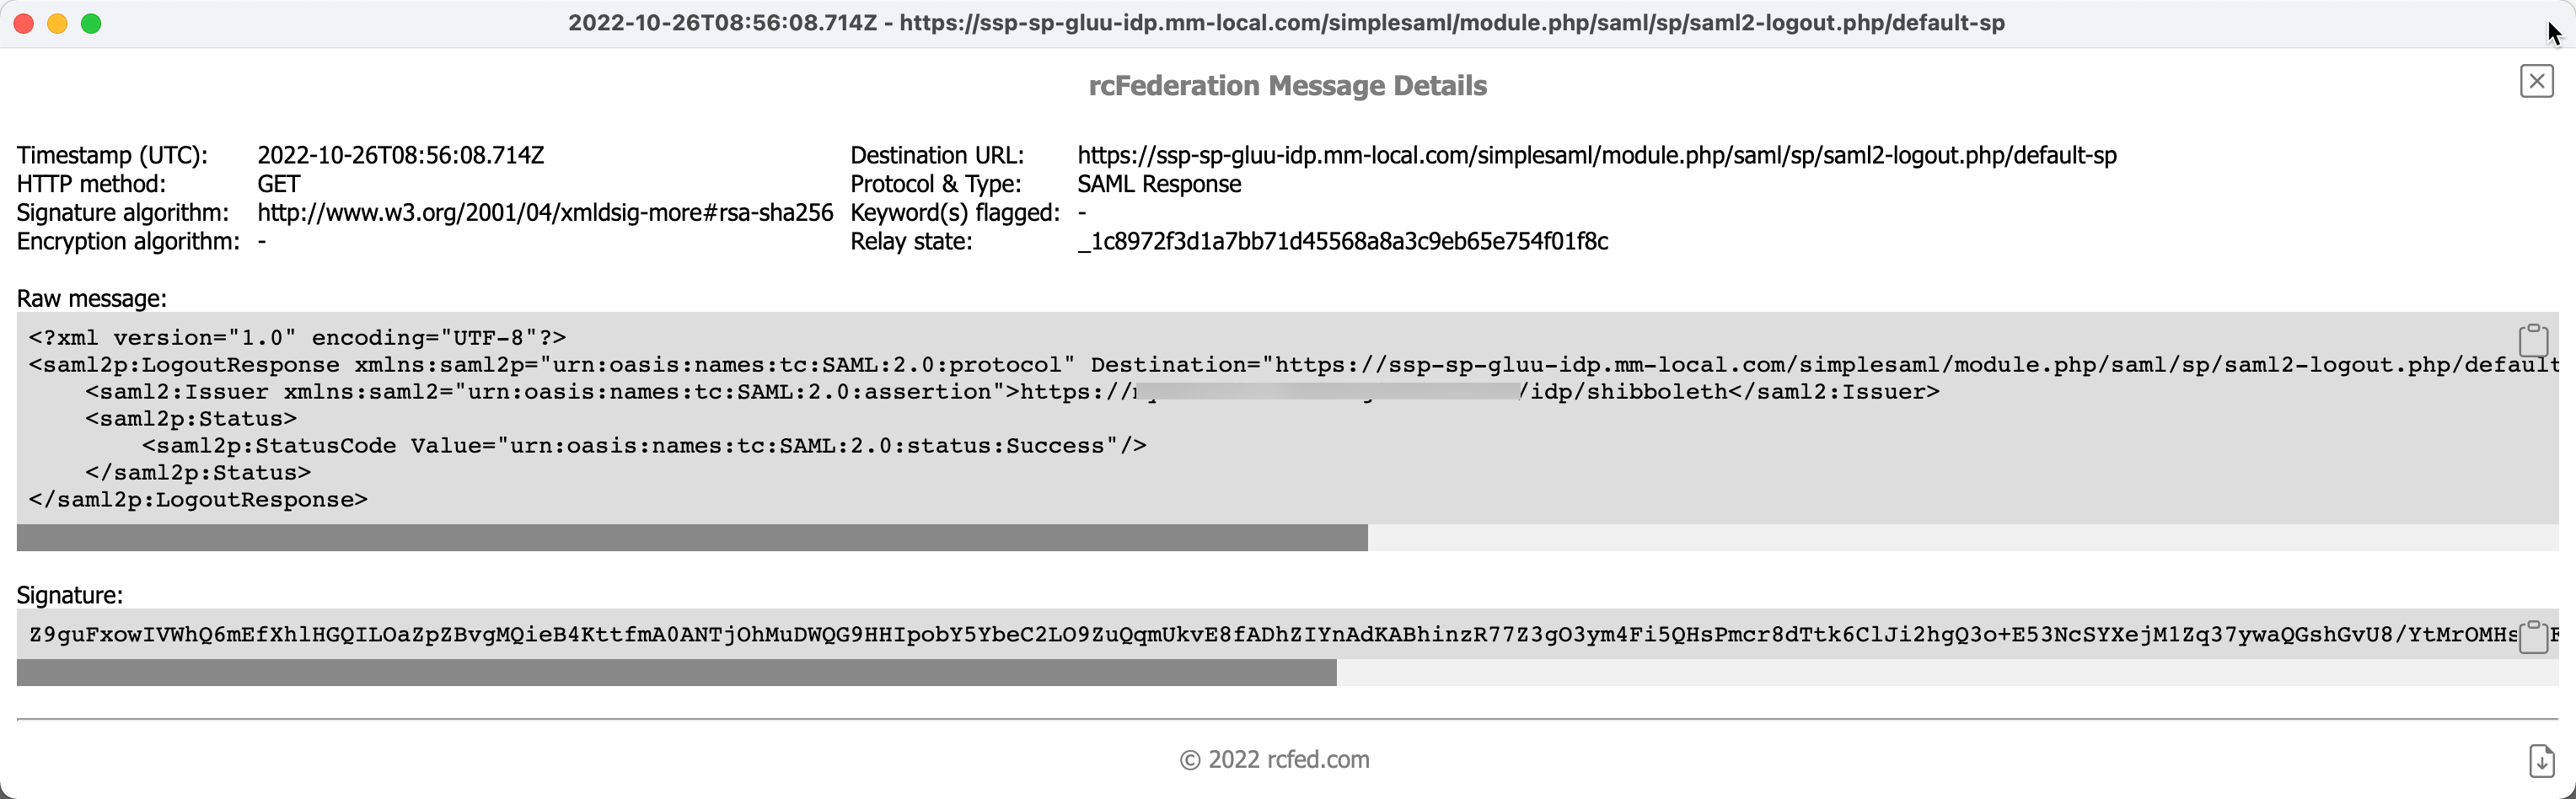 2022-10-26T08:56:08.714Z - https://ssp-sp-gluu-idp.mm-local.com/simplesaml/module.php/saml/sp/saml2-logout.php/default-sp
rcFederation Message Details
Timestamp (UTC): 2022-10-26T08:56:08.714Z Destination URL: https://ssp-sp-gluu-idp.mm-local.com/simplesaml/module.php/saml/sp/saml2-logout.php/default-sp
HTTP method: GET Protocol & Type: SAML Response
Signature algorithm: http://www.w3.org/2001/04/xmldsig-more#rsa-sha256 Keyword(s) flagged: -
Encryption algorithm: - Relay state: _1c8972f3d1a7bb71d45568a8a3c9eb65e754f01f8c
Raw message:
<?xml version="1.0" encoding="UTF-8"?>
<saml2p:LogoutResponse xmlns:saml2p="urn:oasis:names:tc:SAML:2.0:protocol" Destination="https://ssp-sp-gluu-idp.mm-local.com/simplesaml/module.php/saml/sp/saml2-logout.php/default
<saml2:Issuer xmlns:saml2="urn:oasis:names:tc:SAML:2.0:assertion">https:// /idp/shibboleth</saml2:Issuer>
<saml2p:Status>
<saml2p:StatusCode Value="urn:oasis:names:tc:SAML:2.0:status:Success"/>
</saml2p:Status>
</saml2p:LogoutResponse>
Signature:
Z9guFxowIVWhQ6mEfXhlHGQILOaZpZBvgMQieB4KttfmA0ANTjOhMuDWQG9HHIpobY5YbeC2LO9ZuQqmUkvE8fADhZIYnAdKABhinzR77Z3gO3ym4Fi5QHsPmcr8dTtk6ClJi2hgQ3o+E53NcSYXejM1Zq37ywaQGshGvU8/YtMrOMHs
© 2022 rcfed.com